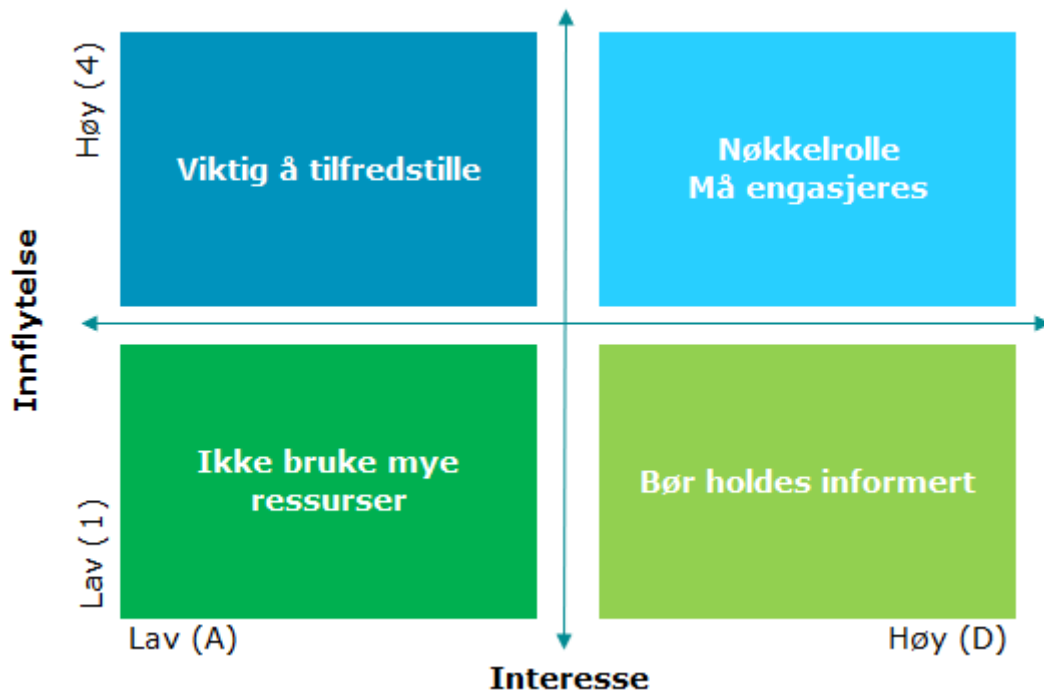 Høy (4)
Viktig å tilfredstille
Nøkkelrolle
Må engasjeres
Innflytelse
Ikke bruke mye
ressurser
Bør holdes informert
Lav (1)
Lav (A)
Høy (D)
Interesse